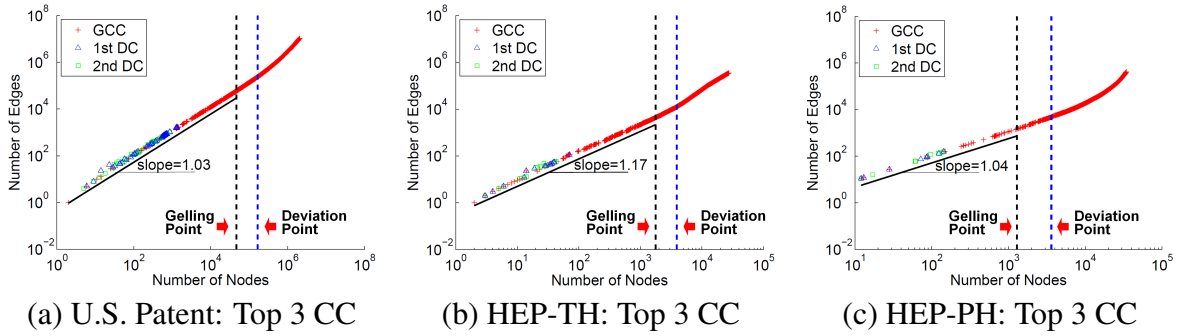 10^8
10^6
10^4
10^2
10^0
10^-2
Number of Edges
GCC
1st DC
2nd DC
slope=1.03
Gelling
Point
Deviation
Point
10^0 10^2 10^4 10^6 10^8
Number of Nodes
(a) U.S. Patent: Top 3 CC
10^8
10^6
10^4
10^2
10^0
10^-2
Number of Edges
GCC
1st DC
2nd DC
slope=1.17
Gelling
Point
Deviation
Point
10^0 10^1 10^2 10^3 10^4 10^5
Number of Nodes
(b) HEP-TH: Top 3 CC
10^8
10^6
10^4
10^2
10^0
10^-2
Number of Edges
GCC
1st DC
2nd DC
slope=1.04
Gelling
Point
Deviation
Point
10^1 10^2 10^3 10^4 10^5
Number of Nodes
(c) HEP-PH: Top 3 CC